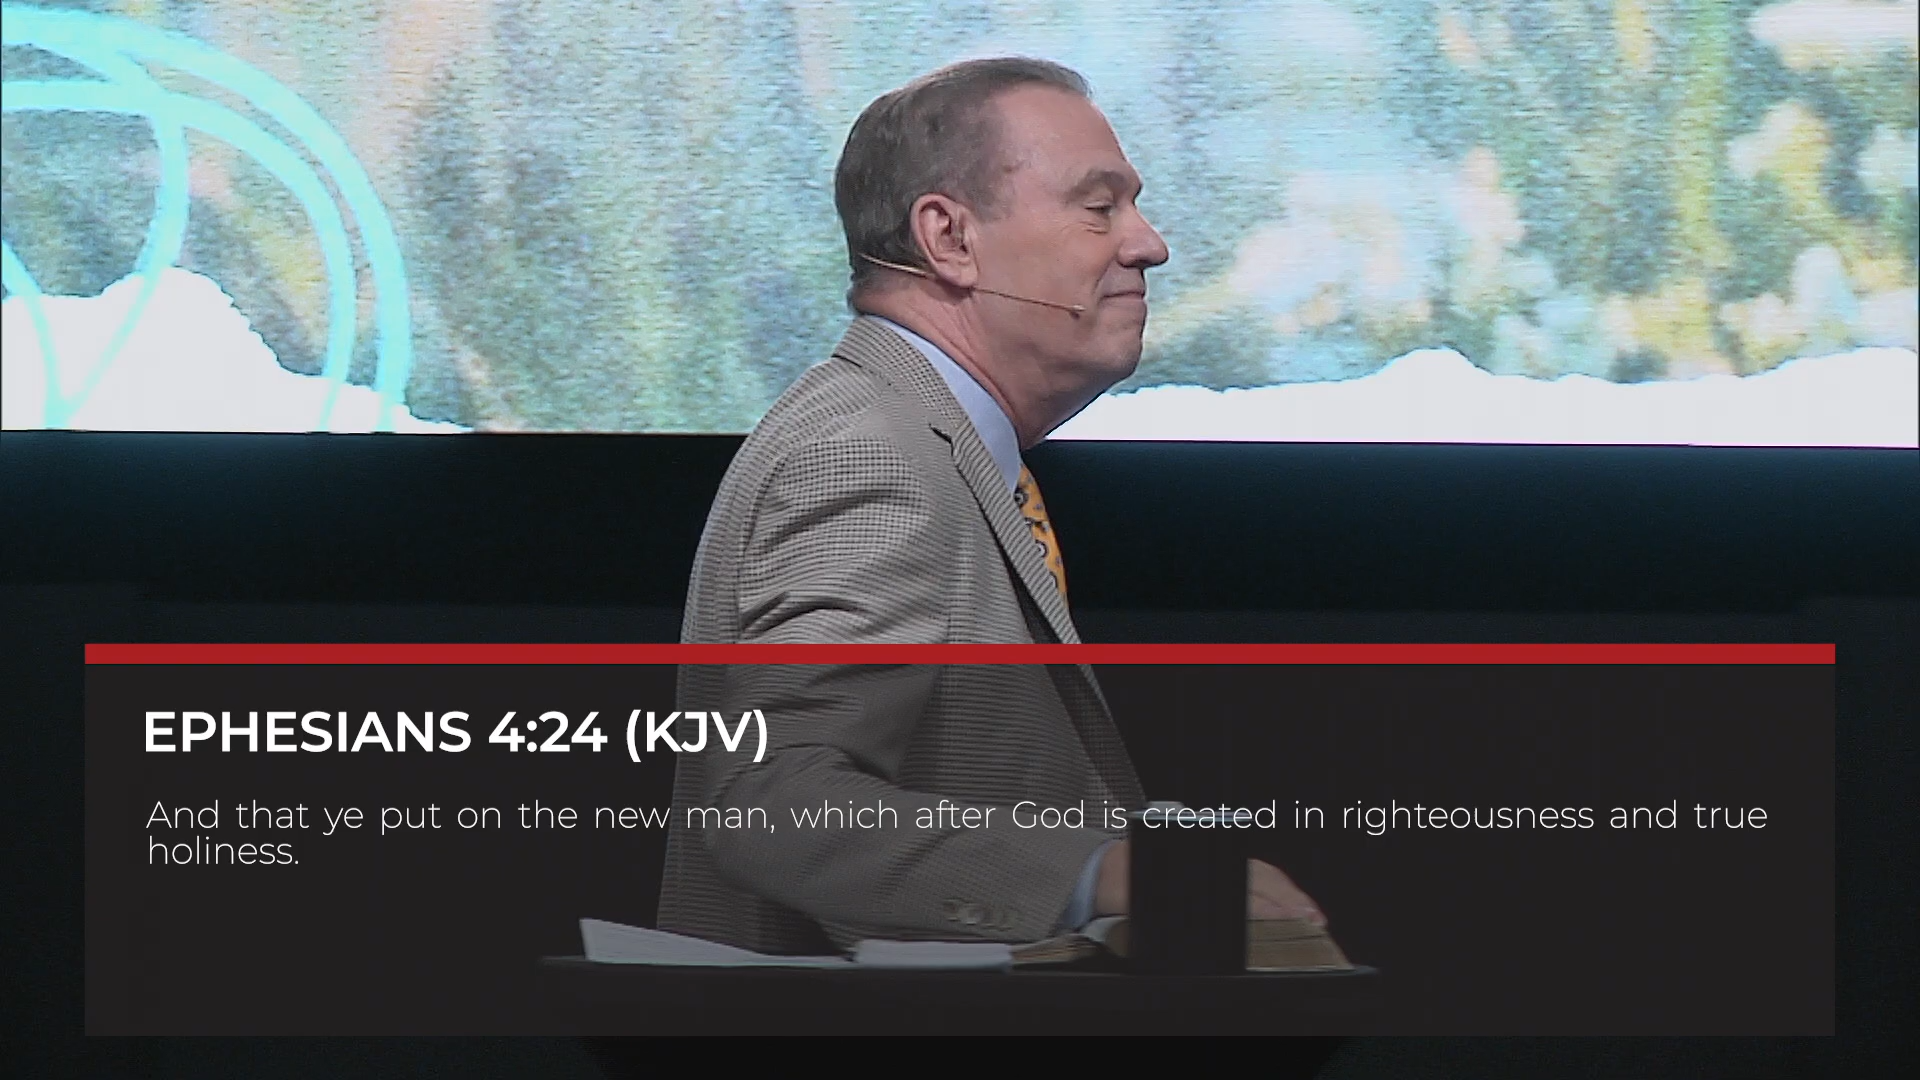 EPHESIANS 4:24 (KJV)
And that ye put on the new man, which after God is created in righteousness and true
holiness.